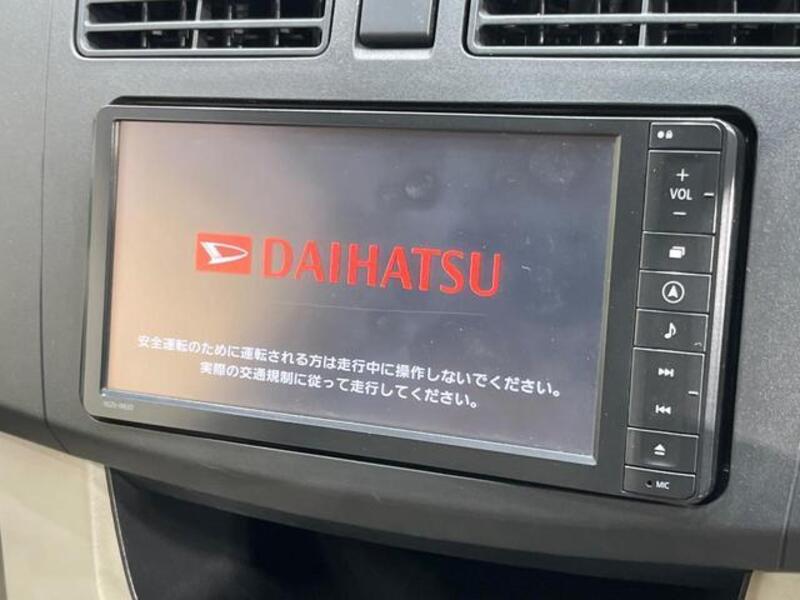 DAIHATSU
安全運転のために運転される方は走行中に操作しないでください。
実際の交通規制に従って走行してください。
+
VOL
−
MIC